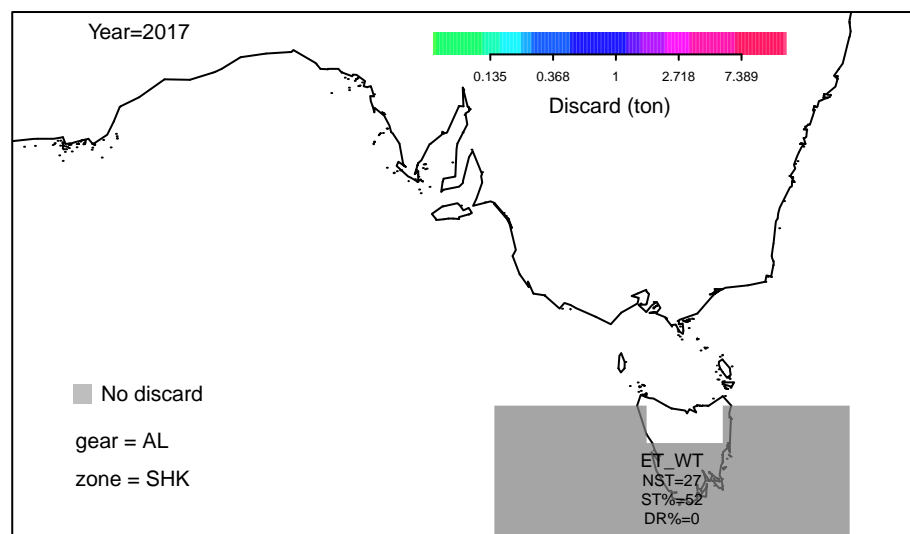 Year=2017
0.135 0.368 1 2.718 7.389
Discard (ton)
No discard
gear = AL
zone = SHK
ET_WT
NST=27
ST%=52
DR%=0